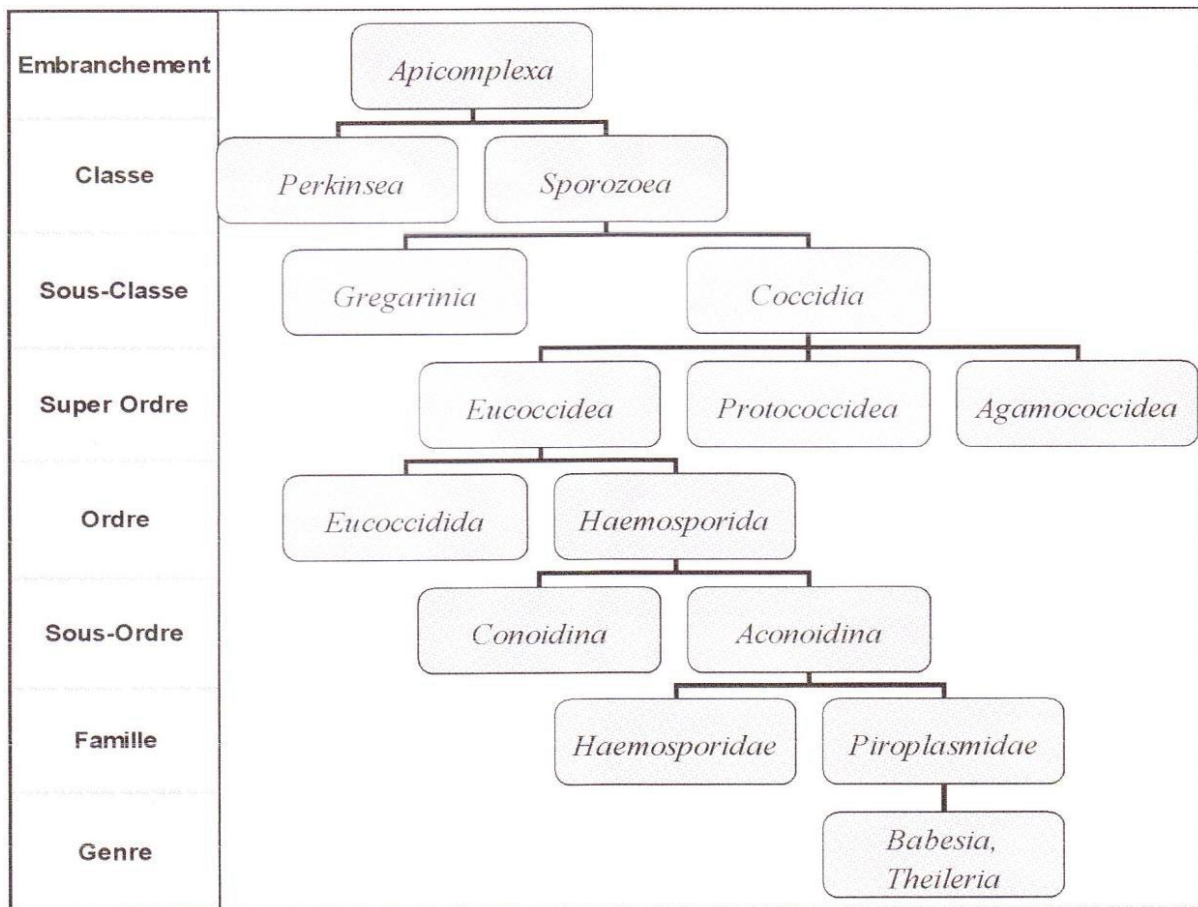 Embranchement
Apicomplexa
Classe
Perkinsea
Sporozoea
Sous-Classe
Gregarinia
Coccidia
Super Ordre
Eucoccidea
Protococcidea
Agamococcidea
Ordre
Eucoccidida
Haemosporida
Sous-Ordre
Conoidina
Aconoidina
Famille
Haemosporidae
Piroplasmidae
Genre
Babesia,
Theileria